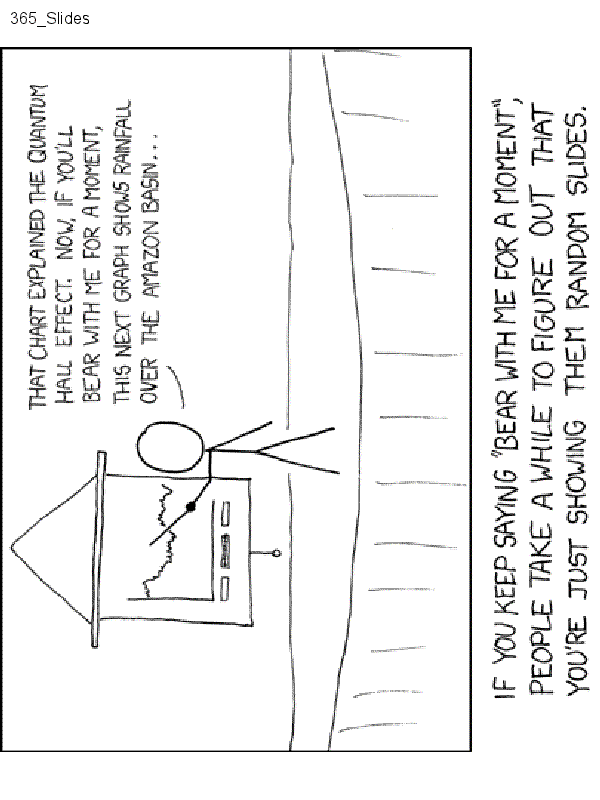 365_Slides
THAT CHART EXPLAINED THE QUANTUM
HALL EFFECT. NOW, IF YOU'LL
BEAR WITH ME FOR A MOMENT,
THIS NEXT GRAPH SHOWS RAINFALL
OVER THE AMAZON BASIN...
IF YOU KEEP SAYING "BEAR WITH ME FOR A MOMENT",
PEOPLE TAKE A WHILE TO FIGURE OUT THAT
YOU'RE JUST SHOWING THEM RANDOM SLIDES.